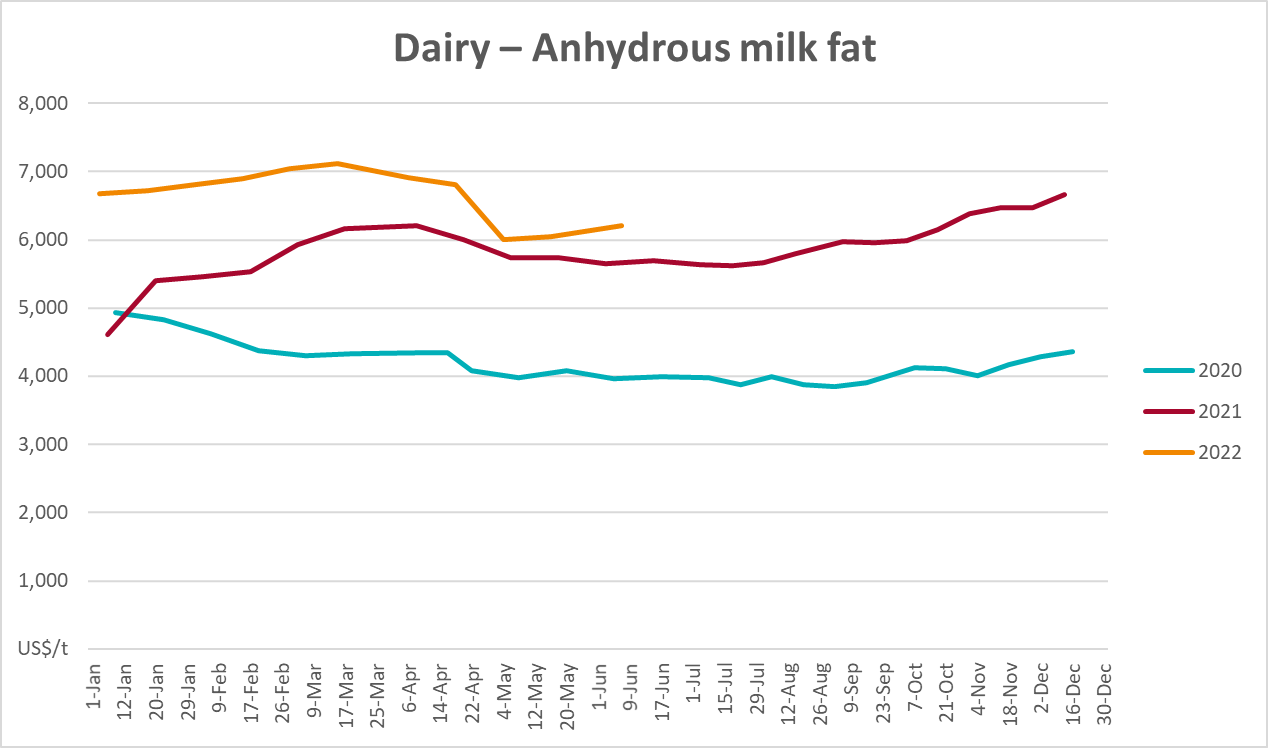 Dairy – Anhydrous milk fat
8,000
7,000
6,000
5,000
4,000
3,000
2,000
1,000
US$/t
1-Jan
12-Jan
20-Jan
29-Jan
9-Feb
17-Feb
26-Feb
9-Mar
17-Mar
25-Mar
6-Apr
14-Apr
22-Apr
4-May
12-May
20-May
1-Jun
9-Jun
17-Jun
1-Jul
15-Jul
29-Jul
12-Aug
26-Aug
9-Sep
23-Sep
7-Oct
21-Oct
4-Nov
18-Nov
2-Dec
16-Dec
30-Dec
2020
2021
2022